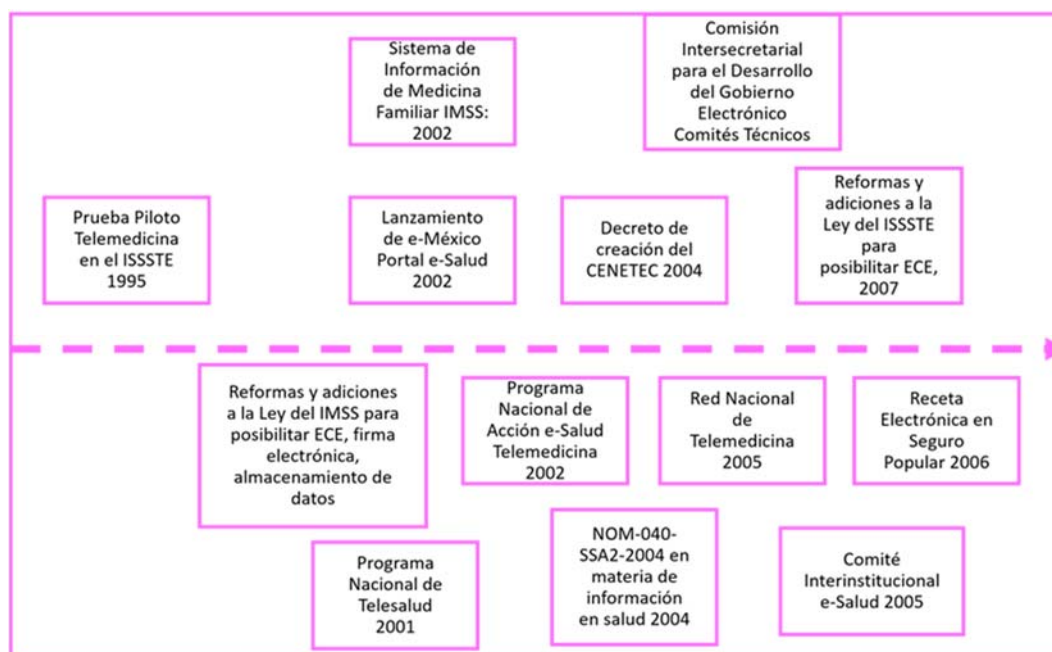 Sistema de
Información
de Medicina
Familiar IMSS:
2002
Comisión
Intersecretarial
para el Desarrollo
del Gobierno
Electrónico
Comités Técnicos
Prueba Piloto
Telemedicina
en el ISSSTE
1995
Lanzamiento
de e-México
Portal e-Salud
2002
Decreto de
creación del
CENETEC 2004
Reformas y
adiciones a la
Ley del ISSSTE
para
posibilitar ECE,
2007
Reformas y adiciones
a la Ley del IMSS para
posibilitar ECE, firma
electrónica,
almacenamiento de
datos
Programa
Nacional de
Acción e-Salud
Telemedicina
2002
Red Nacional
de
Telemedicina
2005
Receta
Electrónica en
Seguro
Popular 2006
Programa
Nacional de
Telesalud
2001
NOM-040-
SSA2-2004 en
materia de
información
en salud 2004
Comité
Interinstitucional
e-Salud 2005